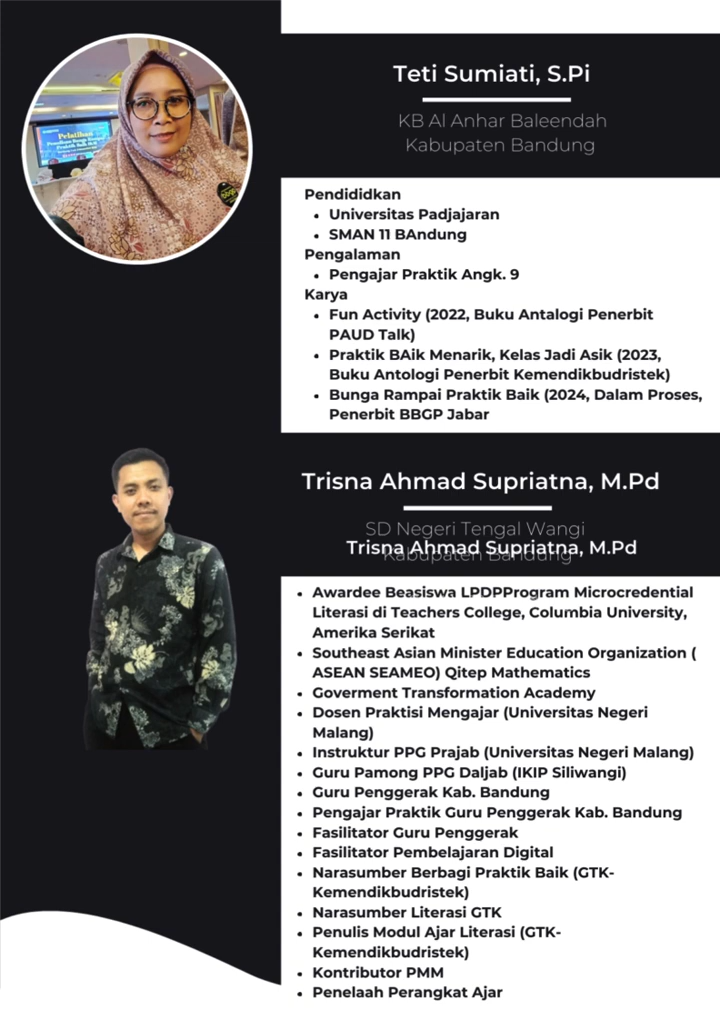 Pelatihan
Teti Sumiati, S.Pi
KB Al Anhar Baleendah
Kabupaten Bandung
Pendididkan
• Universitas Padjajaran
• SMAN 11 BAndung
Pengalaman
• Pengajar Praktik Angk. 9
Karya
• Fun Activity (2022, Buku Antalogi Penerbit
PAUD Talk)
• Praktik BAik Menarik, Kelas Jadi Asik (2023,
Buku Antologi Penerbit Kemendikbudristek)
• Bunga Rampai Praktik Baik (2024, Dalam Proses,
Penerbit BBGP Jabar
Trisna Ahmad Supriatna, M.Pd
SD Negeri Tengal Wangi
Trisna Ahmad Supriatna, M.Pd
Kabupaten Bandung
• Awardee Beasiswa LPDPProgram Microcredential
Literasi di Teachers College, Columbia University,
Amerika Serikat
• Southeast Asian Minister Education Organization (
ASEAN SEAMEO) Qitep Mathematics
• Goverment Transformation Academy
• Dosen Praktisi Mengajar (Universitas Negeri
Malang)
• Instruktur PPG Prajab (Universitas Negeri Malang)
• Guru Pamong PPG Daljab (IKIP Siliwangi)
• Guru Penggerak Kab. Bandung
• Pengajar Praktik Guru Penggerak Kab. Bandung
• Fasilitator Guru Penggerak
• Fasilitator Pembelajaran Digital
• Narasumber Berbagi Praktik Baik (GTK-
Kemendikbudristek)
• Narasumber Literasi GTK
• Penulis Modul Ajar Literasi (GTK-
Kemendikbudristek)
• Kontributor PMM
• Penelaah Perangkat Ajar